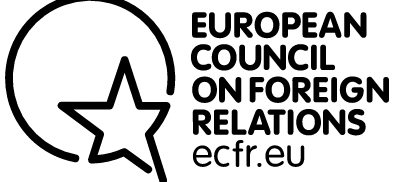 EUROPEAN
COUNCIL
ON FOREIGN
RELATIONS
ecfr.eu